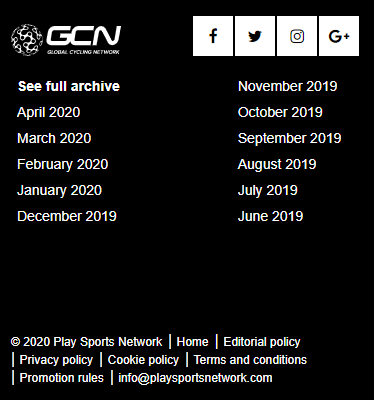 GCN
GLOBAL CYCLING NETWORK
f
G+
See full archive
April 2020
March 2020
February 2020
January 2020
December 2019
November 2019
October 2019
September 2019
August 2019
July 2019
June 2019
© 2020 Play Sports Network | Home | Editorial policy
| Privacy policy | Cookie policy | Terms and conditions
| Promotion rules | info@playsportsnetwork.com